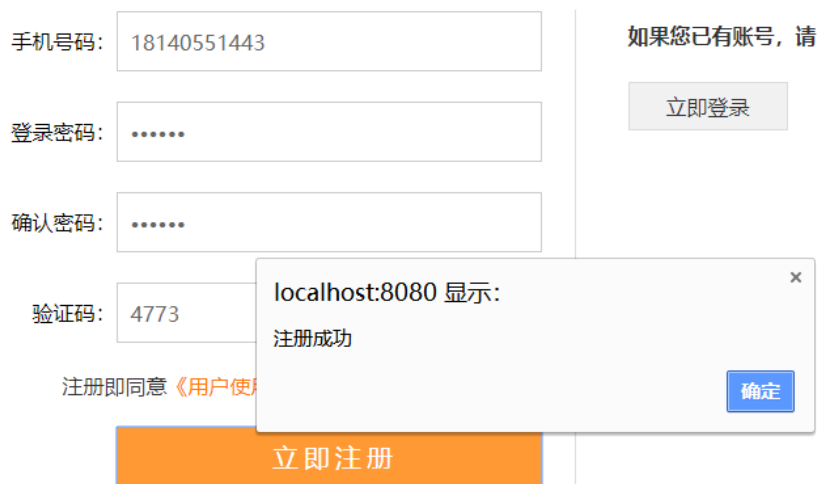 手机号码：
18140551443
如果您已有账号，请
登录密码：
••••••
立即登录
确认密码：
••••••
localhost:8080 显示：
×
验证码：
4773
注册成功
注册即同意《用户使
确定
立即注册